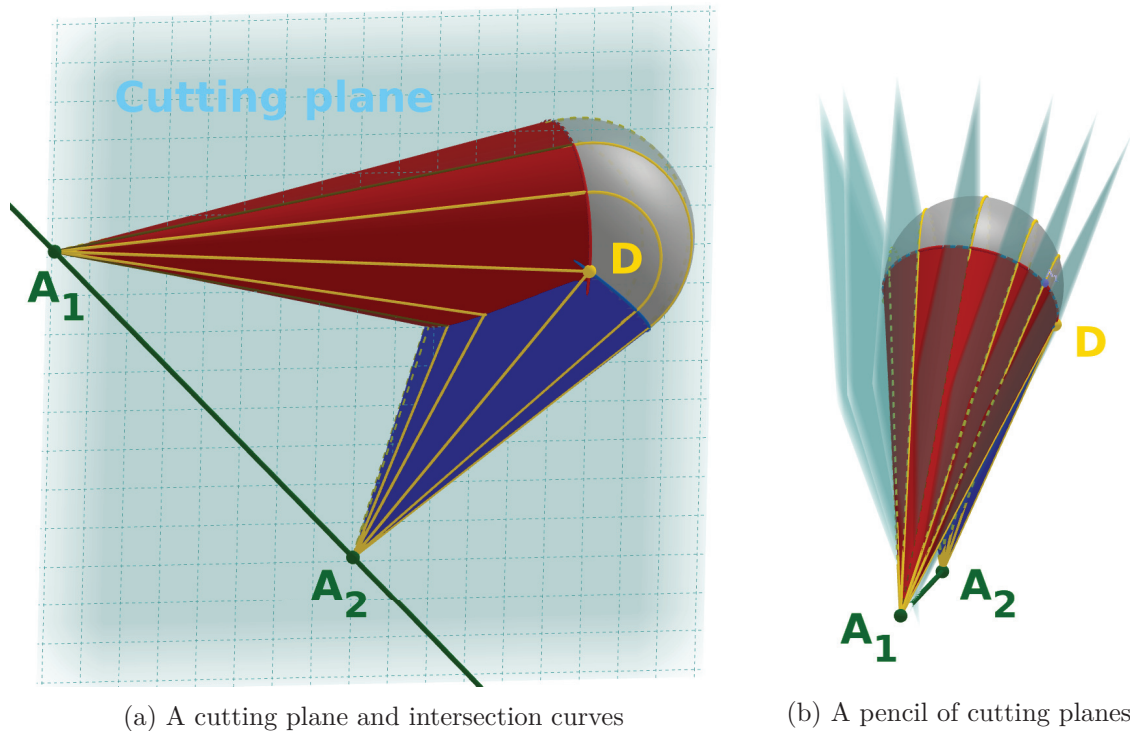 Cutting plane
D
A1
A2
(a) A cutting plane and intersection curves
D
A2
A1
(b) A pencil of cutting planes